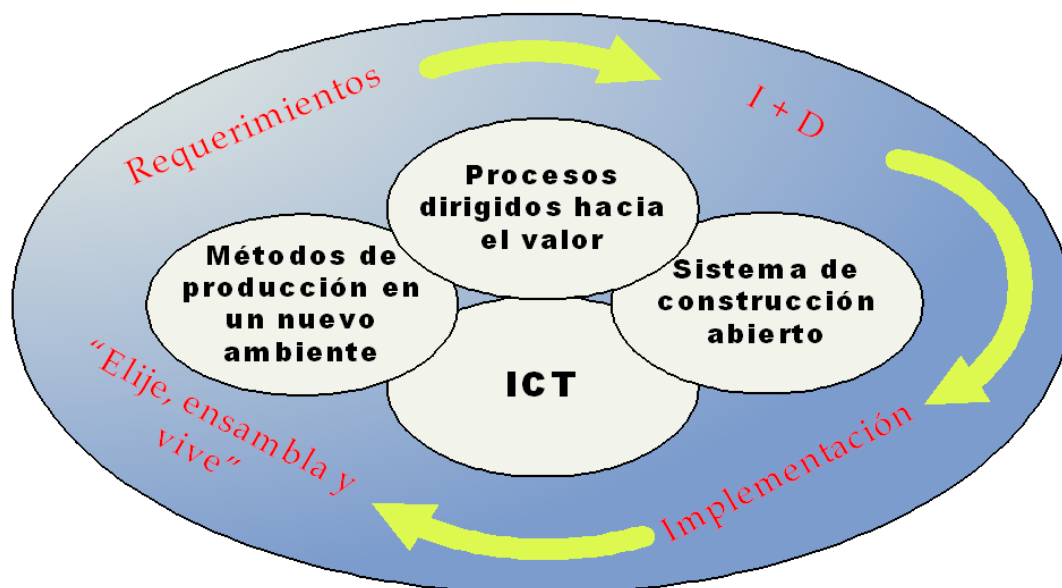 Requerimientos
I + D
Procesos
dirigidos hacia
el valor
Métodos de
producción en
un nuevo
ambiente
Sistema de
construcción
abierto
ICT
“Elije, ensambla y
vive”
Implementación